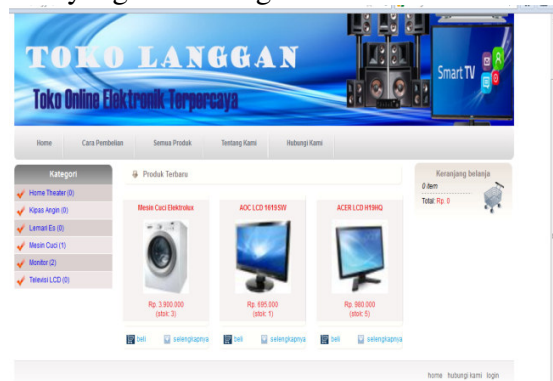 TOKO LANGGAN
Toko Online Elektronik Terpercaya
Smart TV
Home Cara Pembelian Semua Produk Tentang Kami Hubungi Kami
Kategori
Home Theater (0)
Kipas Angin (0)
Lemari Es (0)
Mesin Cuci (1)
Monitor (2)
Televisi LCD (0)
Produk Terbaru
Mesin Cuci Elektrolux
Rp. 3.900.000
(stok: 3)
beli selengkapnya
AOC LCD 1619SW
Rp. 695.000
(stok: 1)
beli selengkapnya
ACER LCD H19HQ
Rp. 980.000
(stok: 5)
beli selengkapnya
Keranjang belanja
0 item
Total: Rp. 0
home hubungi kami login